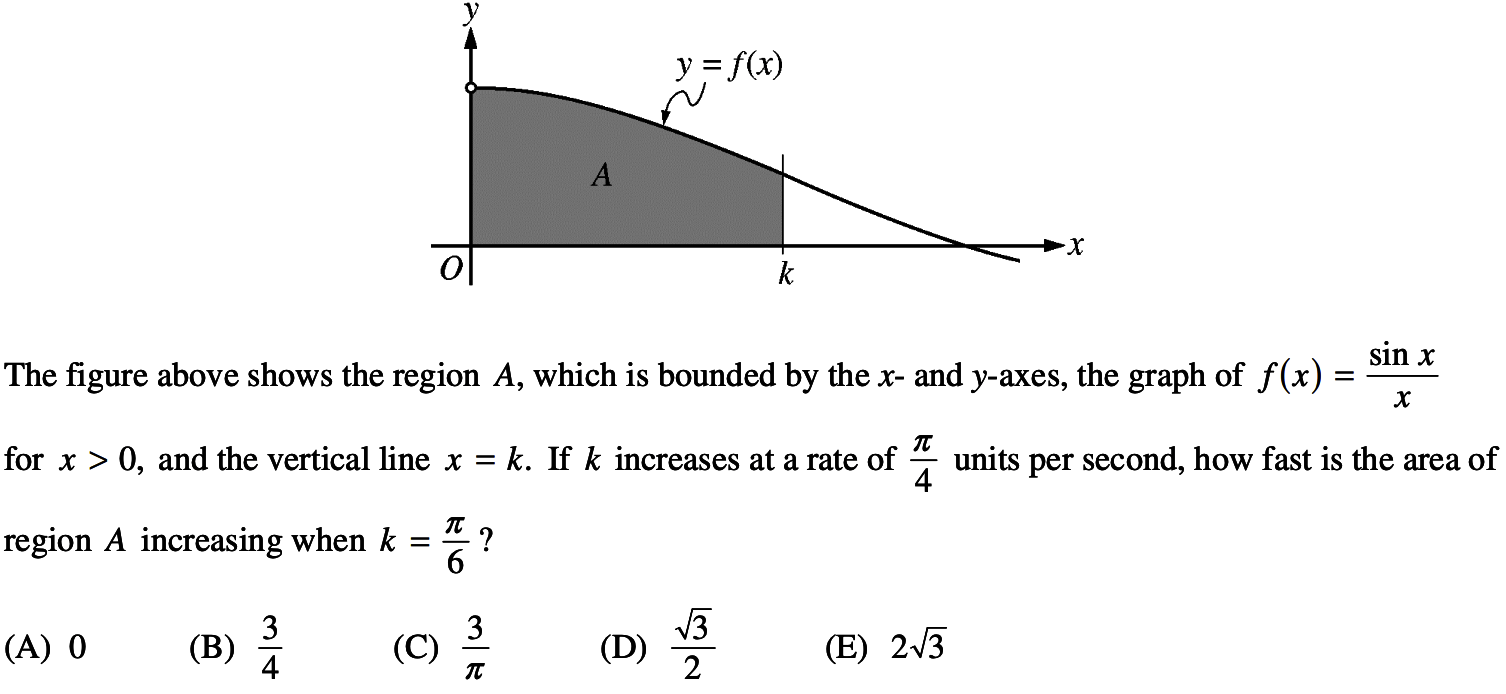 y
y = f(x)
A
O
k
x
The figure above shows the region A, which is bounded by the x- and y-axes, the graph of f(x) = sin x / x
for x > 0, and the vertical line x = k. If k increases at a rate of π/4 units per second, how fast is the area of
region A increasing when k = π/6 ?
(A) 0 (B) 3/4 (C) 3/π (D) √3/2 (E) 2√3